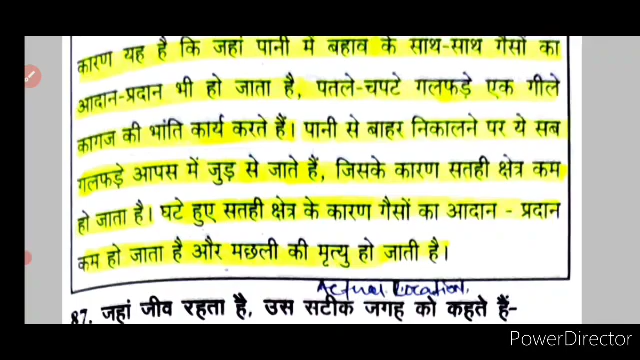 कारण यह है कि जहां पानी में बहाव के साथ-साथ गैसों का
आदान-प्रदान भी हो जाता है, पतले-चपटे गलफड़े एक गीले
कागज की भांति कार्य करते हैं। पानी से बाहर निकालने पर ये सब
गलफड़े आपस में जुड़ से जाते हैं, जिसके कारण सतही क्षेत्र कम
हो जाता है। घटे हुए सतही क्षेत्र के कारण गैसों का आदान - प्रदान
कम हो जाता है और मछली की मृत्यु हो जाती है।
Actual Location.
87. जहां जीव रहता है, उस सटीक जगह को कहते हैं-
PowerDirector